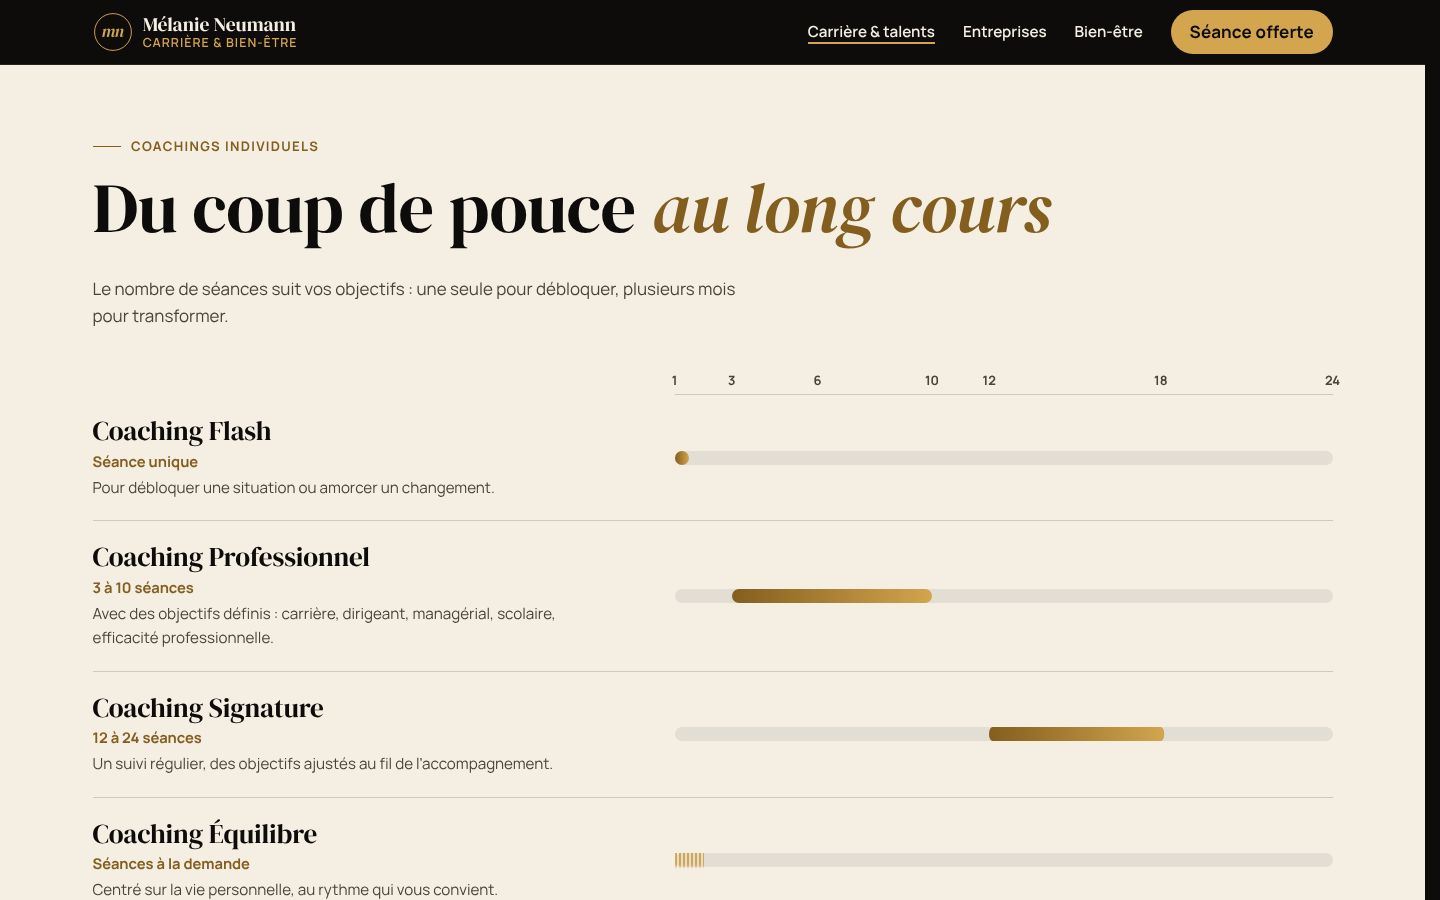 mn
Mélanie Neumann
CARRIÈRE & BIEN-ÊTRE
Carrière & talents
Entreprises
Bien-être
Séance offerte
COACHINGS INDIVIDUELS
Du coup de pouce au long cours
Le nombre de séances suit vos objectifs : une seule pour débloquer, plusieurs mois
pour transformer.
1 3 6 10 12 18 24
Coaching Flash
Séance unique
Pour débloquer une situation ou amorcer un changement.
Coaching Professionnel
3 à 10 séances
Avec des objectifs définis : carrière, dirigeant, managérial, scolaire,
efficacité professionnelle.
Coaching Signature
12 à 24 séances
Un suivi régulier, des objectifs ajustés au fil de l'accompagnement.
Coaching Équilibre
Séances à la demande
Centré sur la vie personnelle, au rythme qui vous convient.